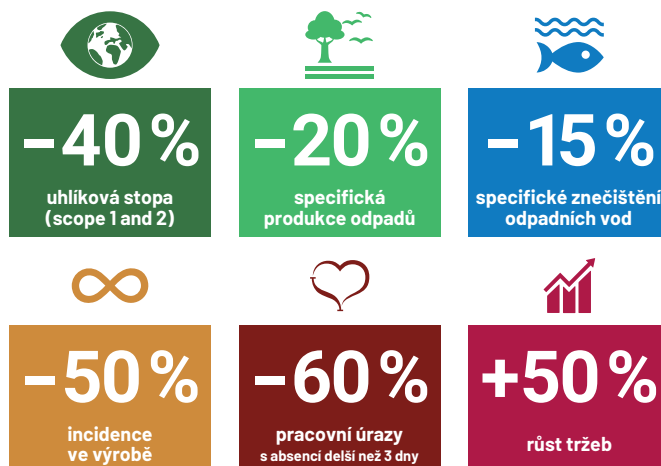 −40 %
uhlíková stopa
(scope 1 and 2)
−20 %
specifická
produkce odpadů
−15 %
specifické znečištění
odpadních vod
−50 %
incidence
ve výrobě
−60 %
pracovní úrazy
s absencí delší než 3 dny
+50 %
růst tržeb